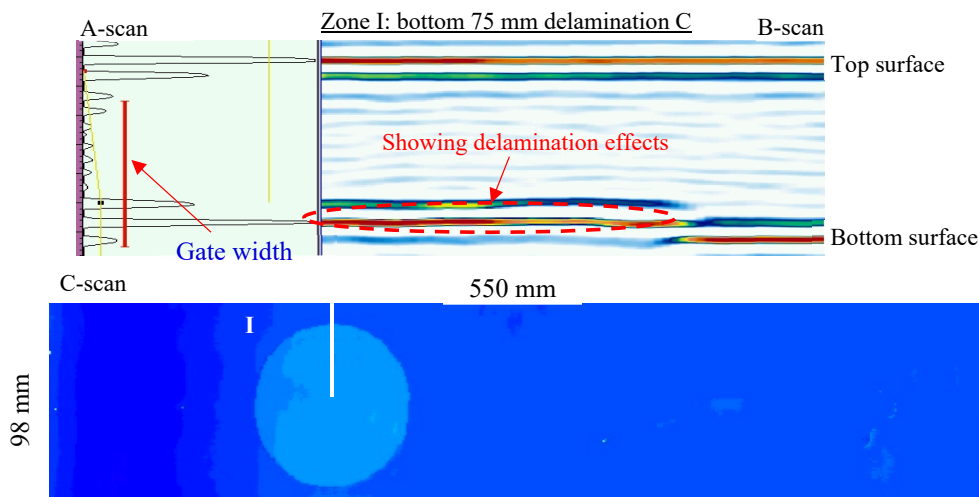 Zone I: bottom 75 mm delamination C
A-scan
B-scan
Top surface
Showing delamination effects
Gate width
Bottom surface
C-scan
550 mm
I
98 mm